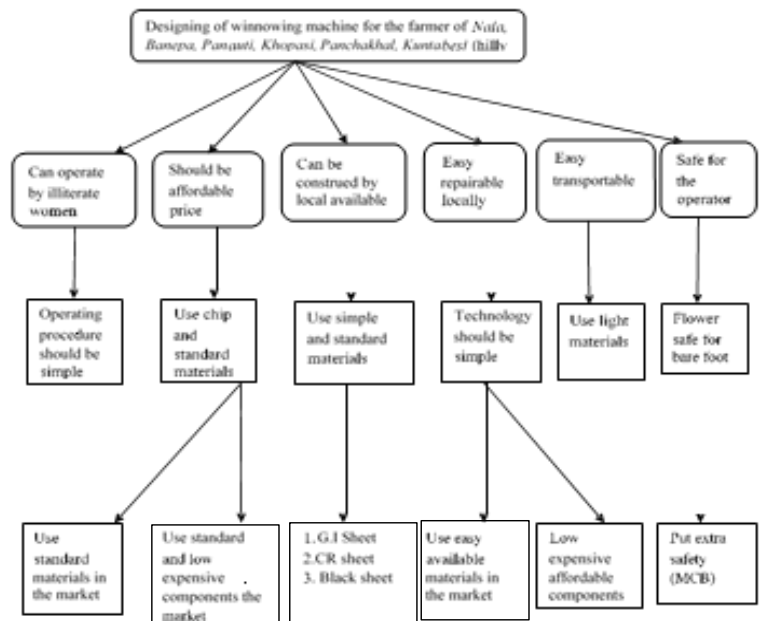 Designing of winnowing machine for the farmer of Nala,
Banepa, Panauti, Khopasi, Panchakhal, Kuntabesi (hilly
Can operate
by illiterate
women
Should be
affordable
price
Can be
construed by
local available
Easy
repairable
locally
Easy
transportable
Safe for
the
operator
Operating
procedure
should be
simple
Use chip
and
standard
materials
Use simple
and standard
materials
Technology
should be
simple
Use light
materials
Flower
safe for
bare foot
Use
standard
materials in
the market
Use standard
and low
expensive
components the
market
1. G.I Sheet
2.CR sheet
3. Black sheet
Use easy
available
materials in
the market
Low
expensive
affordable
components
Put extra
safety
(MCB)